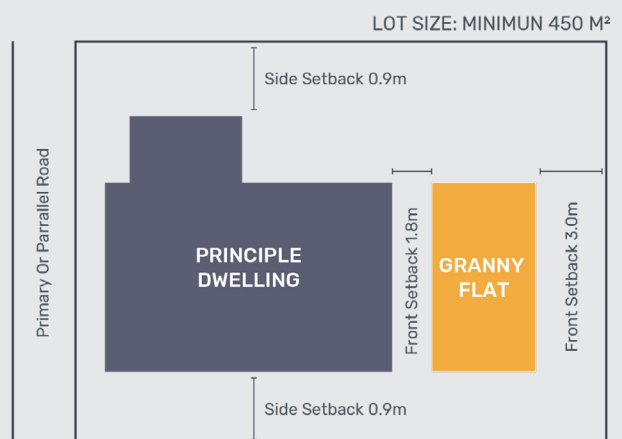 LOT SIZE: MINIMUN 450 M²
Side Setback 0.9m
Primary Or Parrallel Road
PRINCIPLE
DWELLING
Front Setback 1.8m
GRANNY
FLAT
Front Setback 3.0m
Side Setback 0.9m